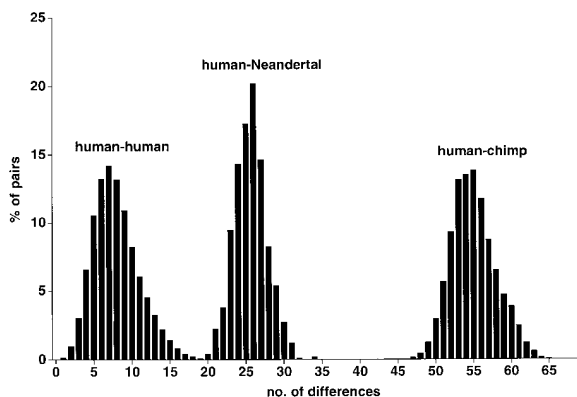 25
human-Neandertal
20
human-human
human-chimp
15
% of pairs
10
5
0
0 5 10 15 20 25 30 35 40 45 50 55 60 65
no. of differences